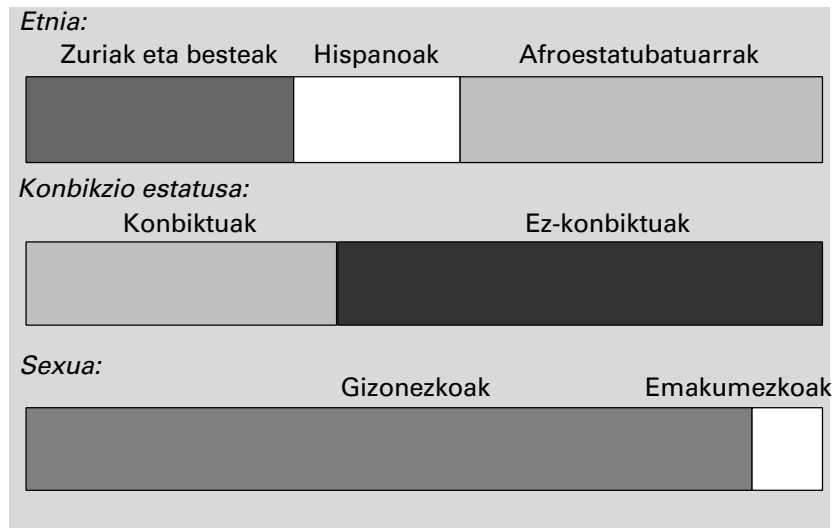 Etnia:
Zuriak eta besteak Hispanoak Afroestatubatuarrak
Konbikzio estatusa:
Konbiktuak Ez-konbiktuak
Sexua:
Gizonezkoak Emakumezkoak